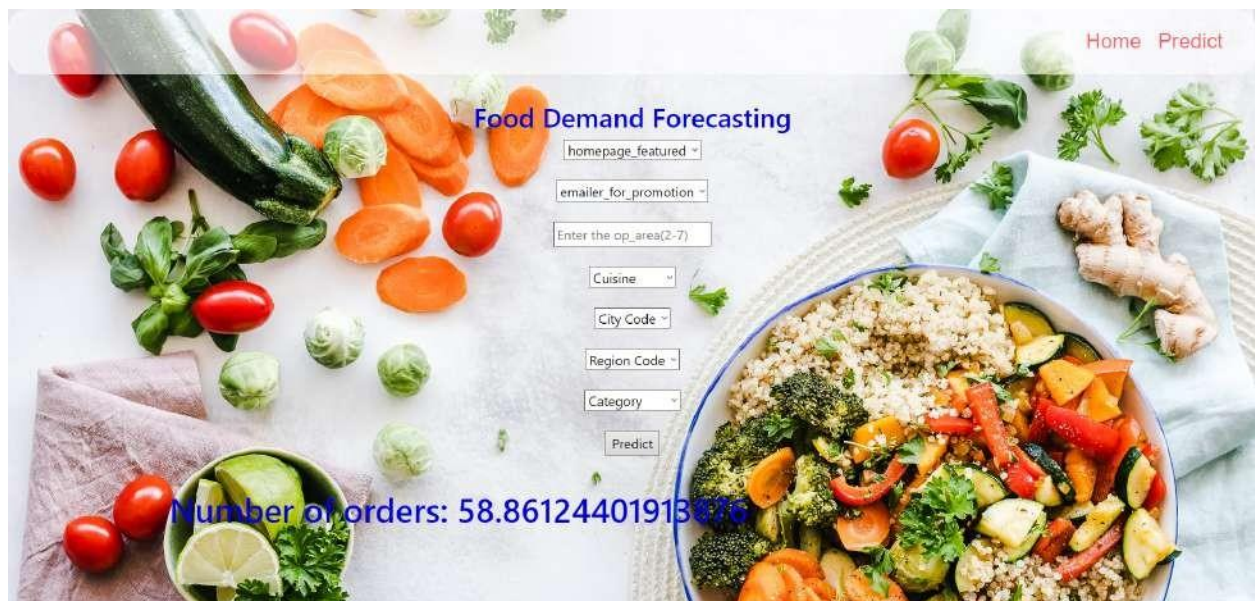 Home Predict
Food Demand Forecasting
homepage_featured
emailer_for_promotion
Enter the op_area(2-7)
Cuisine
City Code
Region Code
Category
Predict
Number of orders: 58.86124401913876